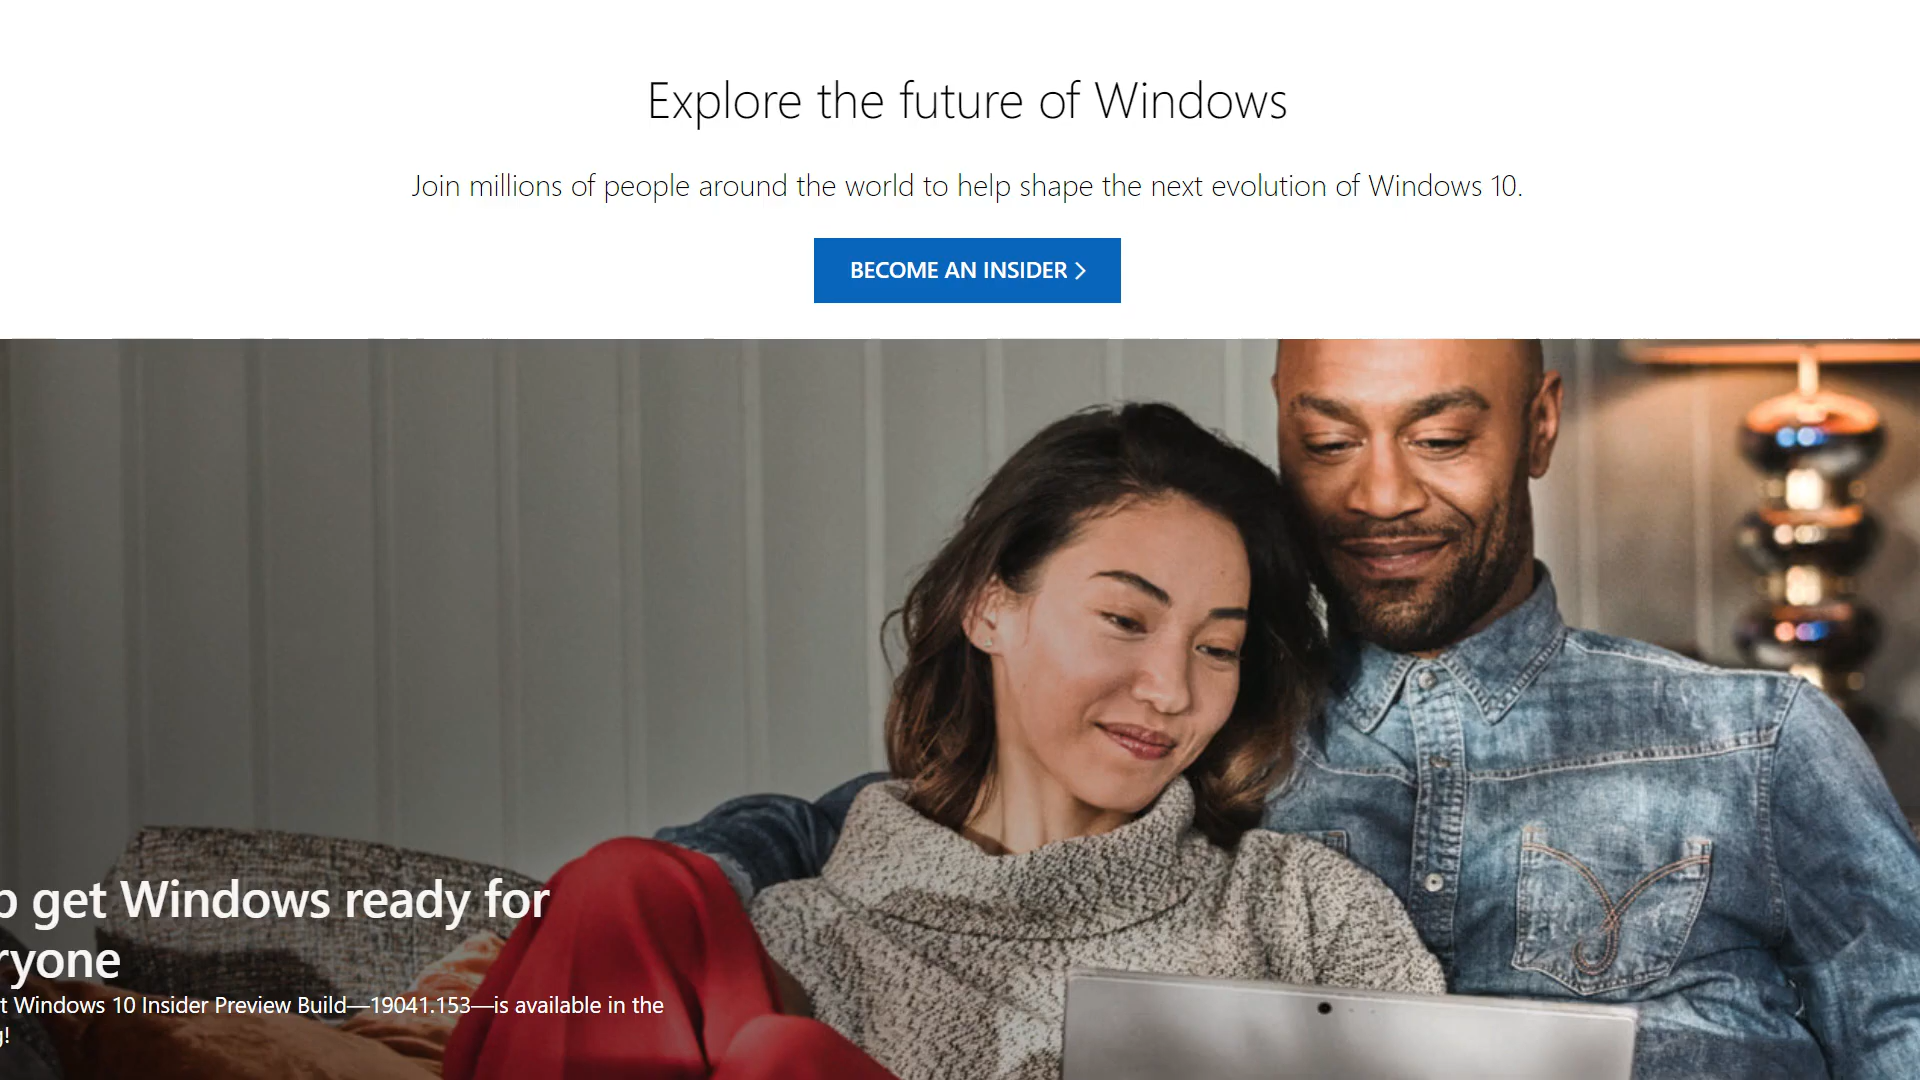 Explore the future of Windows
Join millions of people around the world to help shape the next evolution of Windows 10.
BECOME AN INSIDER
get Windows ready for
ryone
t Windows 10 Insider Preview Build—19041.153—is available in the
!